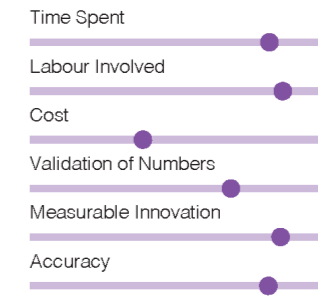 Time Spent
Labour Involved
Cost
Validation of Numbers
Measurable Innovation
Accuracy